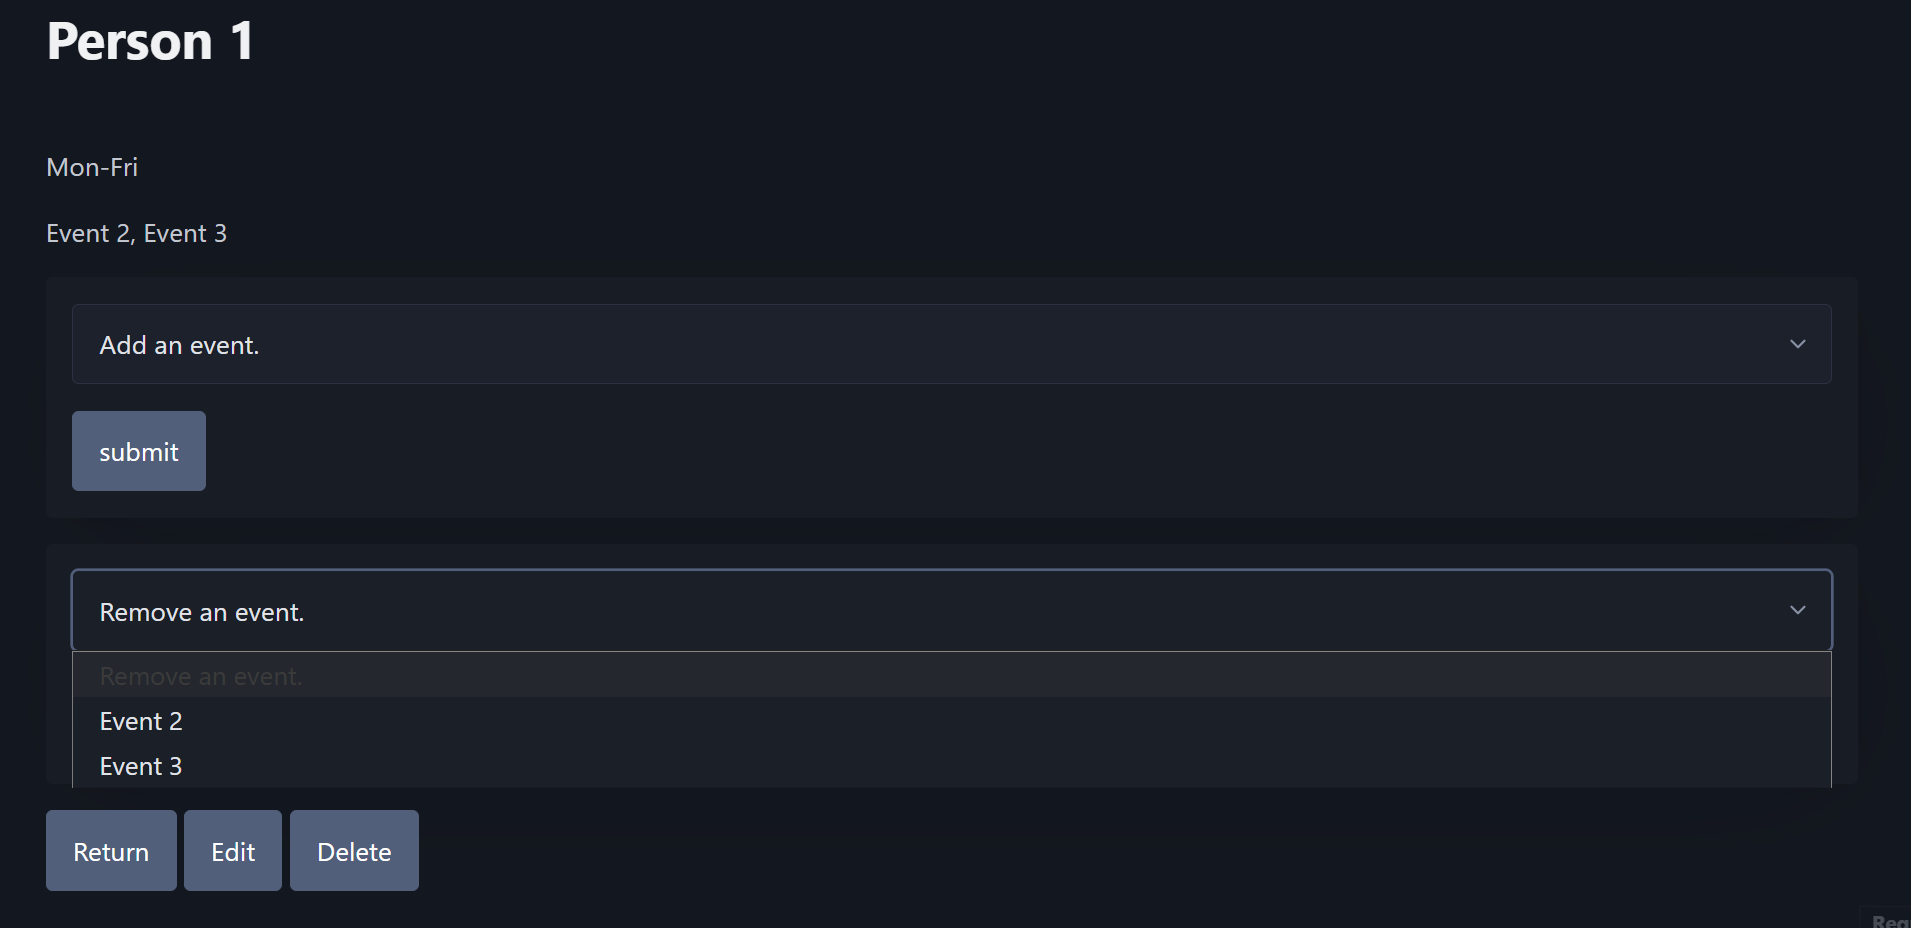 Person 1
Mon-Fri
Event 2, Event 3
Add an event.
submit
Remove an event.
Remove an event.
Event 2
Event 3
Return Edit Delete